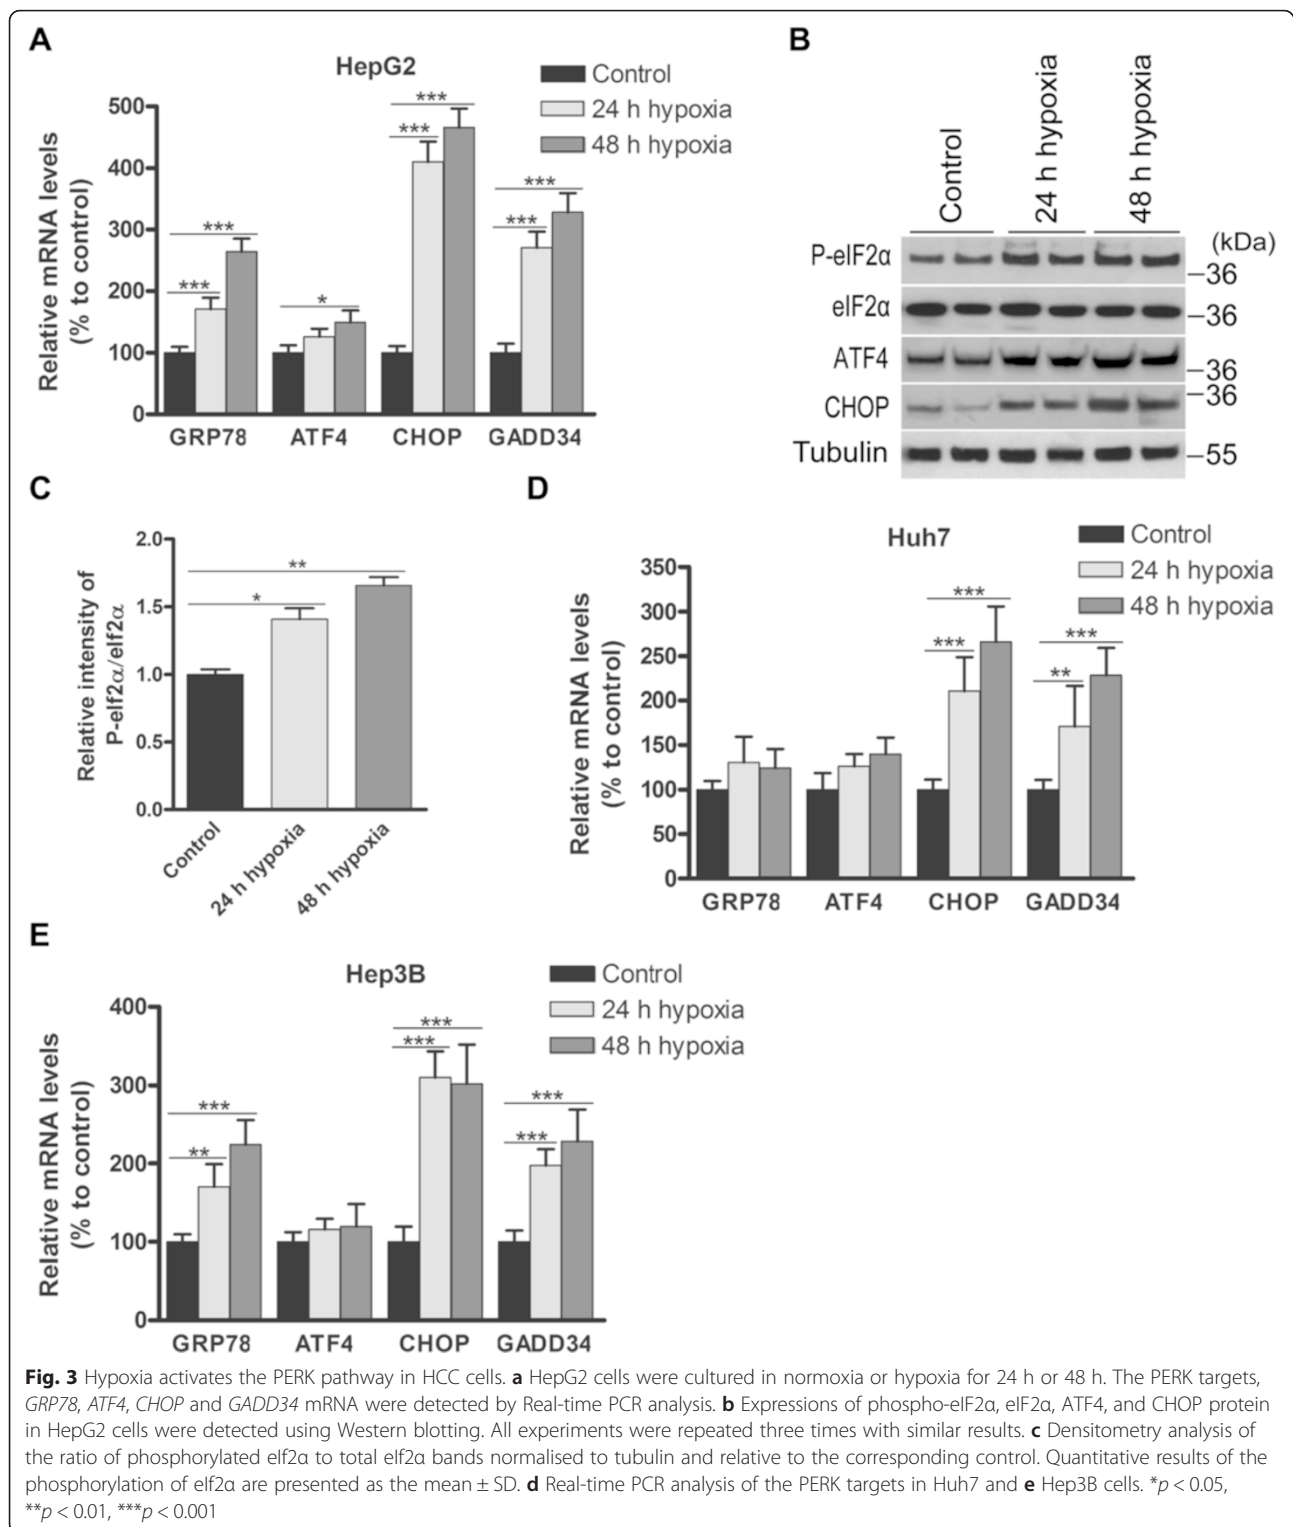 A
HepG2
Control
24 h hypoxia
48 h hypoxia
Relative mRNA levels
(% to control)
500
400
300
200
100
0
***
***
*
***
***
***
***
GRP78 ATF4 CHOP GADD34
B
Control
24 h hypoxia
48 h hypoxia
(kDa)
P-eIF2α
36
eIF2α
36
ATF4
36
CHOP
36
Tubulin
55
C
Relative intensity of
P-elf2α/elf2α
2.0
1.5
1.0
0.5
0.0
**
*
Control
24 h hypoxia
48 h hypoxia
D
Huh7
Control
24 h hypoxia
48 h hypoxia
Relative mRNA levels
(% to control)
350
300
250
200
150
100
50
0
***
***
***
**
GRP78 ATF4 CHOP GADD34
E
Hep3B
Control
24 h hypoxia
48 h hypoxia
Relative mRNA levels
(% to control)
400
300
200
100
0
***
**
***
***
***
***
GRP78 ATF4 CHOP GADD34
Fig. 3 Hypoxia activates the PERK pathway in HCC cells. a HepG2 cells were cultured in normoxia or hypoxia for 24 h or 48 h. The PERK targets,
GRP78, ATF4, CHOP and GADD34 mRNA were detected by Real-time PCR analysis. b Expressions of phospho-eIF2α, eIF2α, ATF4, and CHOP protein
in HepG2 cells were detected using Western blotting. All experiments were repeated three times with similar results. c Densitometry analysis of
the ratio of phosphorylated elf2α to total elf2α bands normalised to tubulin and relative to the corresponding control. Quantitative results of the
phosphorylation of elf2α are presented as the mean ± SD. d Real-time PCR analysis of the PERK targets in Huh7 and e Hep3B cells. *p < 0.05,
**p < 0.01, ***p < 0.001